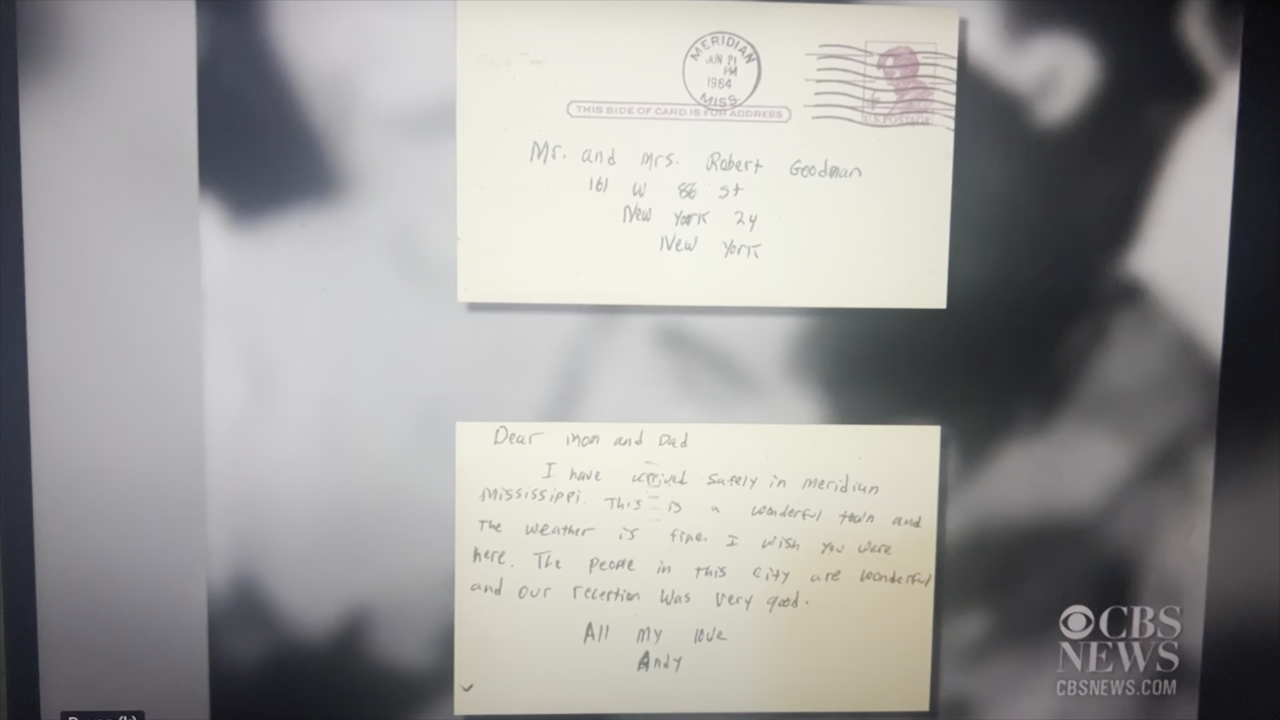 MERIDIAN
JUN 21
PM
1964
MISS.
THIS SIDE OF CARD IS FOR ADDRESS
U.S. POSTAGE
Mr. and Mrs. Robert Goodman
161 W 86 St
New York 24
New York
Dear Mom and Dad
I have arrived safely in Meridian
Mississippi. This is a wonderful town and
the weather is fine. I wish you were
here. The people in this city are wonderful
and our reception was very good.
All my love
Andy
CBS
NEWS
CBSNEWS.COM